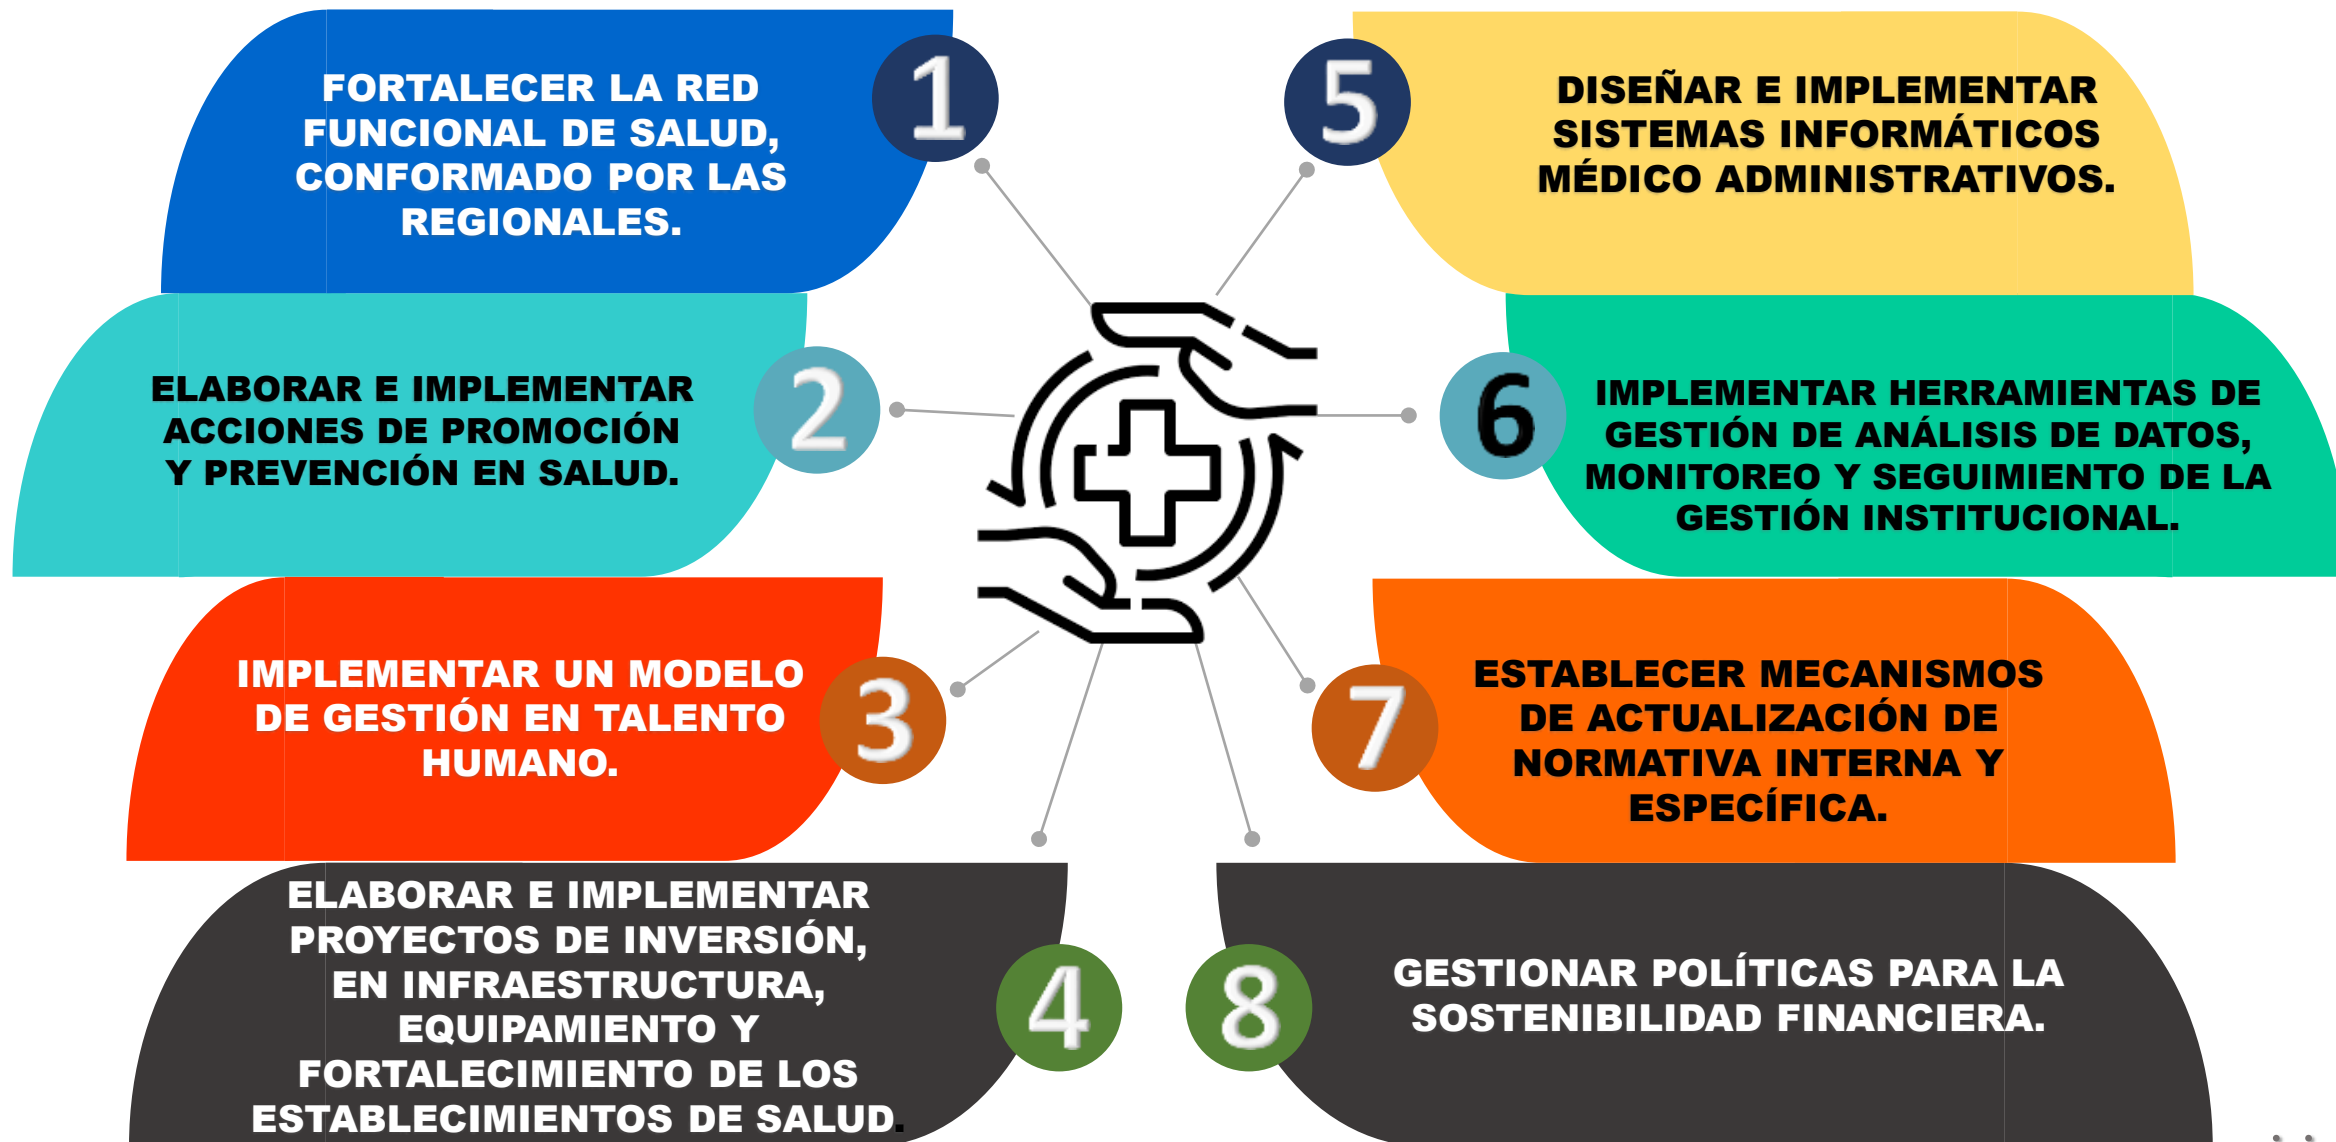 1
FORTALECER LA RED
FUNCIONAL DE SALUD,
CONFORMADO POR LAS
REGIONALES.
2
ELABORAR E IMPLEMENTAR
ACCIONES DE PROMOCIÓN
Y PREVENCIÓN EN SALUD.
3
IMPLEMENTAR UN MODELO
DE GESTIÓN EN TALENTO
HUMANO.
4
ELABORAR E IMPLEMENTAR
PROYECTOS DE INVERSIÓN,
EN INFRAESTRUCTURA,
EQUIPAMIENTO Y
FORTALECIMIENTO DE LOS
ESTABLECIMIENTOS DE SALUD.
5
DISEÑAR E IMPLEMENTAR
SISTEMAS INFORMÁTICOS
MÉDICO ADMINISTRATIVOS.
6
IMPLEMENTAR HERRAMIENTAS DE
GESTIÓN DE ANÁLISIS DE DATOS,
MONITOREO Y SEGUIMIENTO DE LA
GESTIÓN INSTITUCIONAL.
7
ESTABLECER MECANISMOS
DE ACTUALIZACIÓN DE
NORMATIVA INTERNA Y
ESPECÍFICA.
8
GESTIONAR POLÍTICAS PARA LA
SOSTENIBILIDAD FINANCIERA.